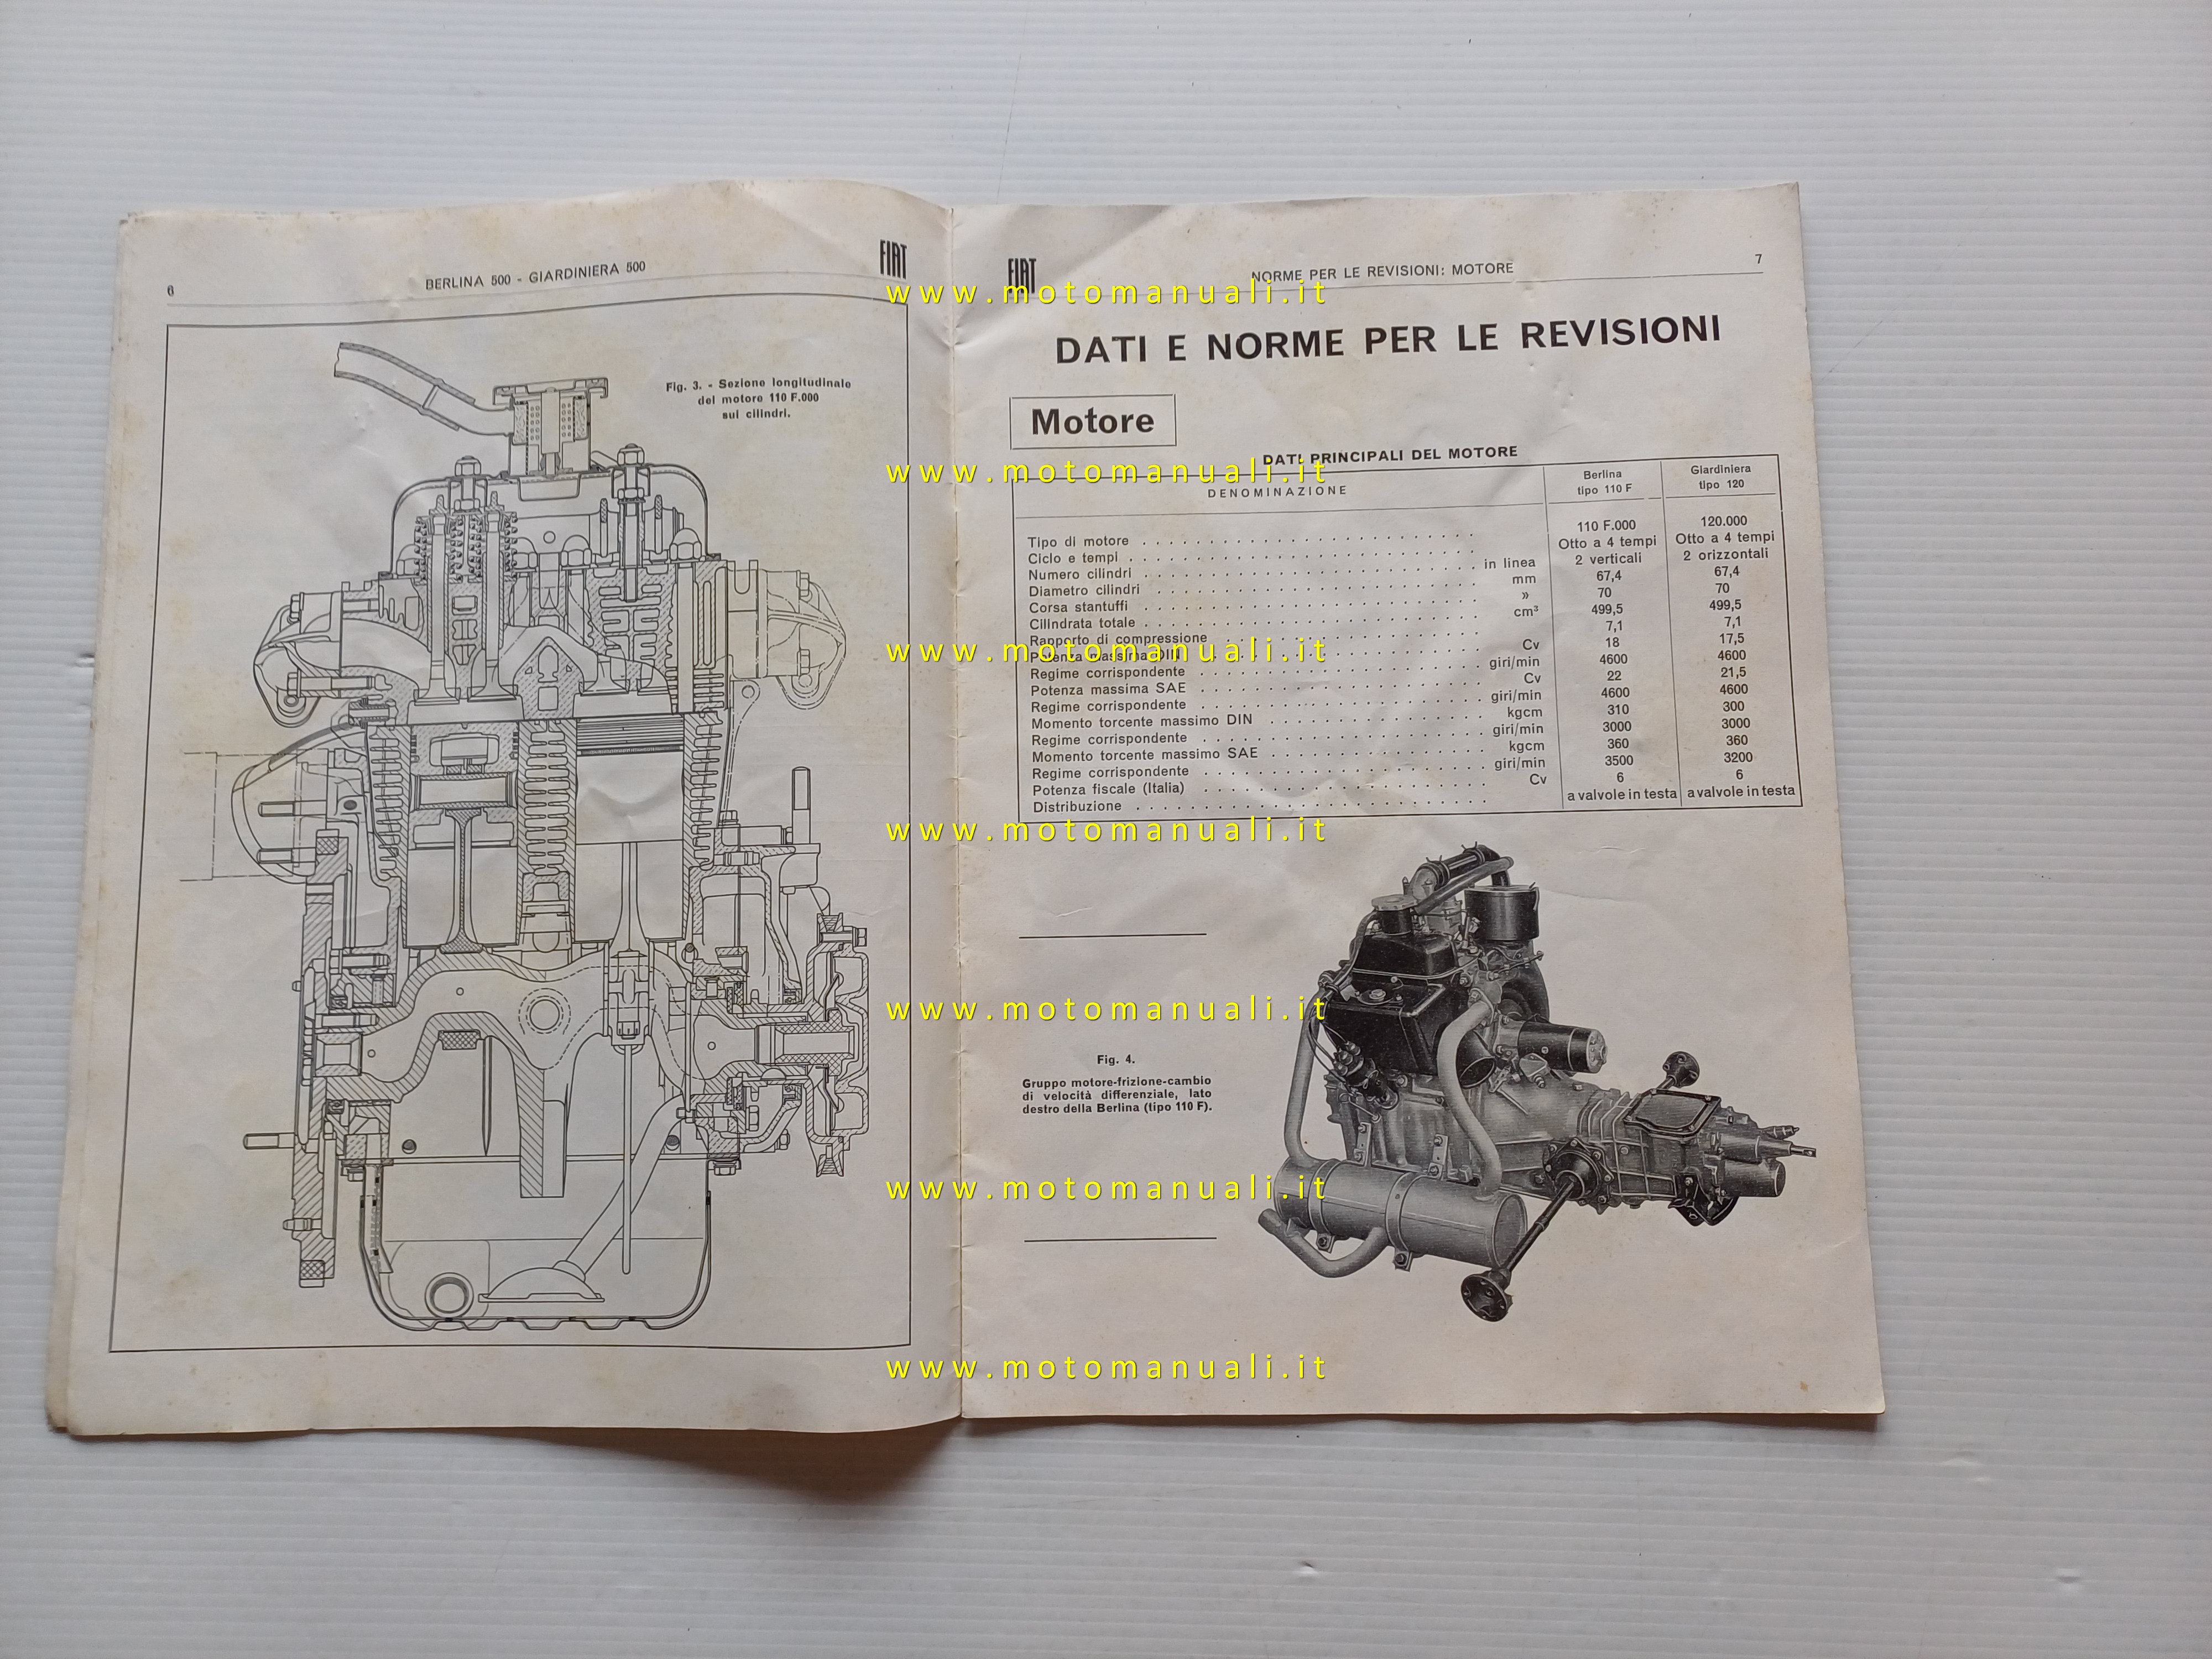 6
BERLINA 500 - GIARDINIERA 500
FIAT
Fig. 3. - Sezione longitudinale
del motore 110 F.000
sui cilindri.
FIAT
NORME PER LE REVISIONI: MOTORE
7
DATI E NORME PER LE REVISIONI
Motore
DATI PRINCIPALI DEL MOTORE
DENOMINAZIONE
Berlina
tipo 110 F
Giardiniera
tipo 120
Tipo di motore . . . 110 F.000 120.000
Ciclo e tempi . . . Otto a 4 tempi Otto a 4 tempi
Numero cilindri . . . in linea 2 verticali 2 orizzontali
Diametro cilindri . . . mm 67,4 67,4
Corsa stantuffi . . . » 70 70
Cilindrata totale . . . cm³ 499,5 499,5
Rapporto di compressione . . . 7,1 7,1
Potenza massima DIN . . . Cv 18 17,5
Regime corrispondente . . . giri/min 4600 4600
Potenza massima SAE . . . Cv 22 21,5
Regime corrispondente . . . giri/min 4600 4600
Momento torcente massimo DIN . . . kgcm 310 300
Regime corrispondente . . . giri/min 3000 3000
Momento torcente massimo SAE . . . kgcm 360 360
Regime corrispondente . . . giri/min 3500 3200
Potenza fiscale (Italia) . . . Cv 6 6
Distribuzione . . . a valvole in testa a valvole in testa
Fig. 4.
Gruppo motore-frizione-cambio
di velocità differenziale, lato
destro della Berlina (tipo 110 F).
www.motomanuali.it
www.motomanuali.it
www.motomanuali.it
www.motomanuali.it
www.motomanuali.it
www.motomanuali.it
www.motomanuali.it